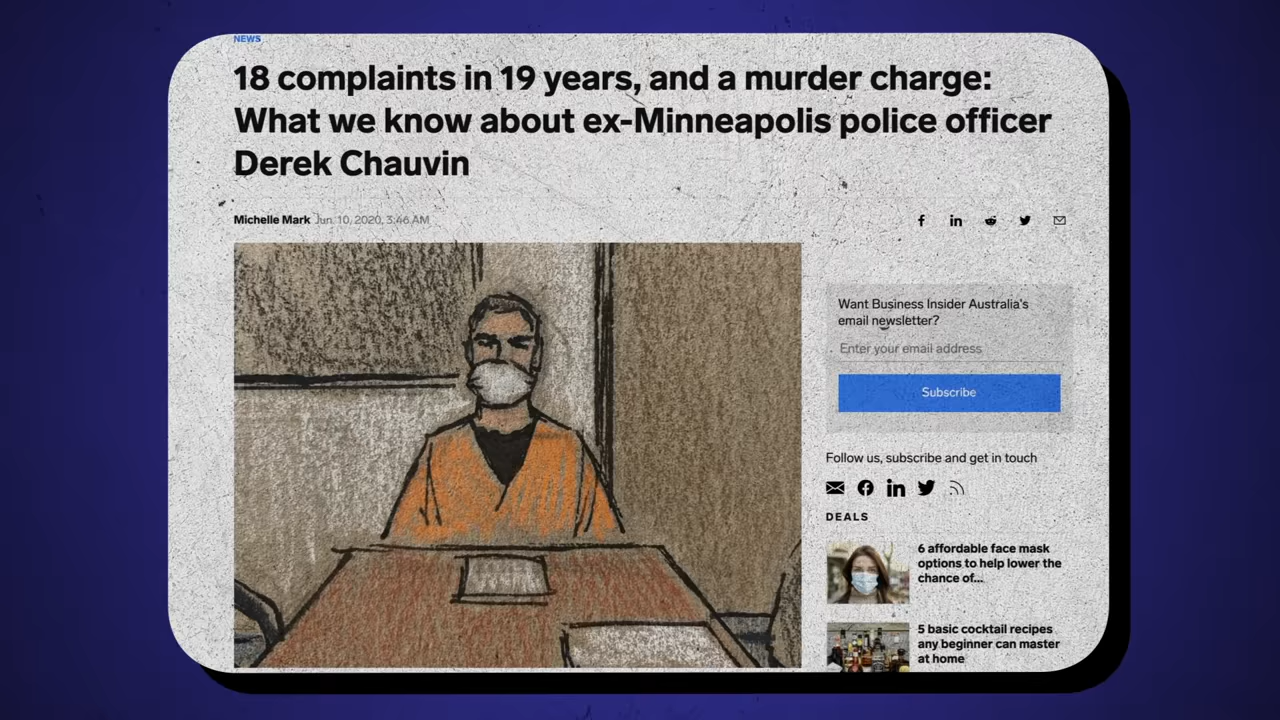 NEWS
18 complaints in 19 years, and a murder charge:
What we know about ex-Minneapolis police officer
Derek Chauvin
Michelle Mark Jun. 10, 2020, 3:46 AM
Want Business Insider Australia's
email newsletter?
Enter your email address
Subscribe
Follow us, subscribe and get in touch
DEALS
6 affordable face mask
options to help lower the
chance of...
5 basic cocktail recipes
any beginner can master
at home